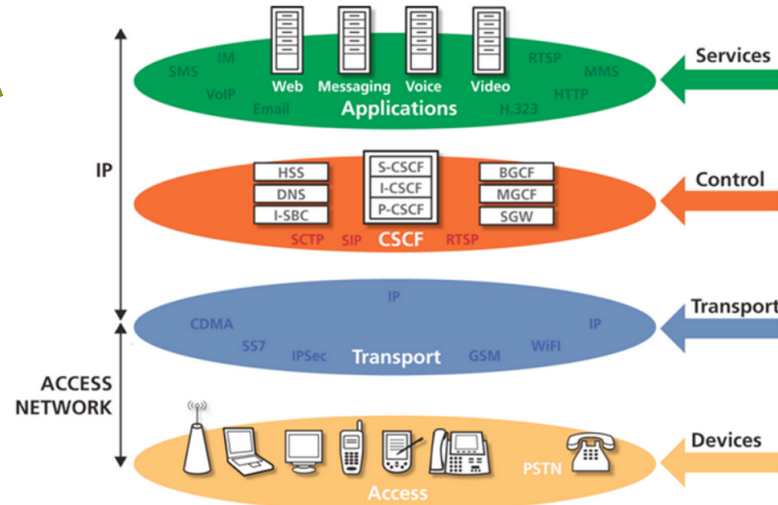 IM
SMS
VoIP
Email
Web
Messaging
Voice
Video
Applications
RTSP
MMS
HTTP
H.323
Services
IP
HSS
DNS
I-SBC
S-CSCF
I-CSCF
P-CSCF
BGCF
MGCF
SGW
SCTP
SIP
CSCF
RTSP
Control
IP
CDMA
SS7
IPSec
Transport
GSM
WiFI
IP
Transport
ACCESS
NETWORK
PSTN
Access
Devices